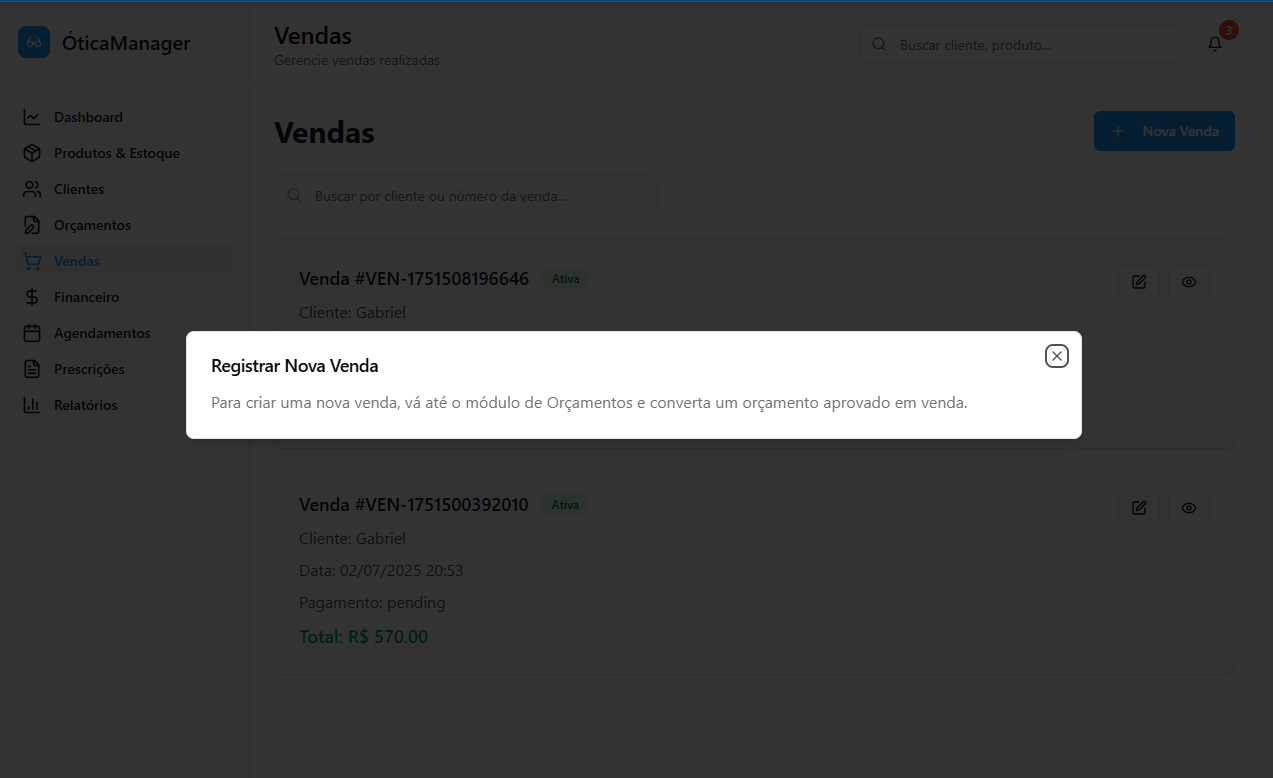 ÓticaManager
Vendas
Gerencie vendas realizadas
Buscar cliente, produto...
3
Dashboard
Produtos & Estoque
Clientes
Orçamentos
Vendas
Financeiro
Agendamentos
Prescrições
Relatórios
Vendas
+ Nova Venda
Buscar por cliente ou número da venda...
Venda #VEN-1751508196646 Ativa
Cliente: Gabriel
Registrar Nova Venda
Para criar uma nova venda, vá até o módulo de Orçamentos e converta um orçamento aprovado em venda.
Venda #VEN-1751500392010 Ativa
Cliente: Gabriel
Data: 02/07/2025 20:53
Pagamento: pending
Total: R$ 570.00